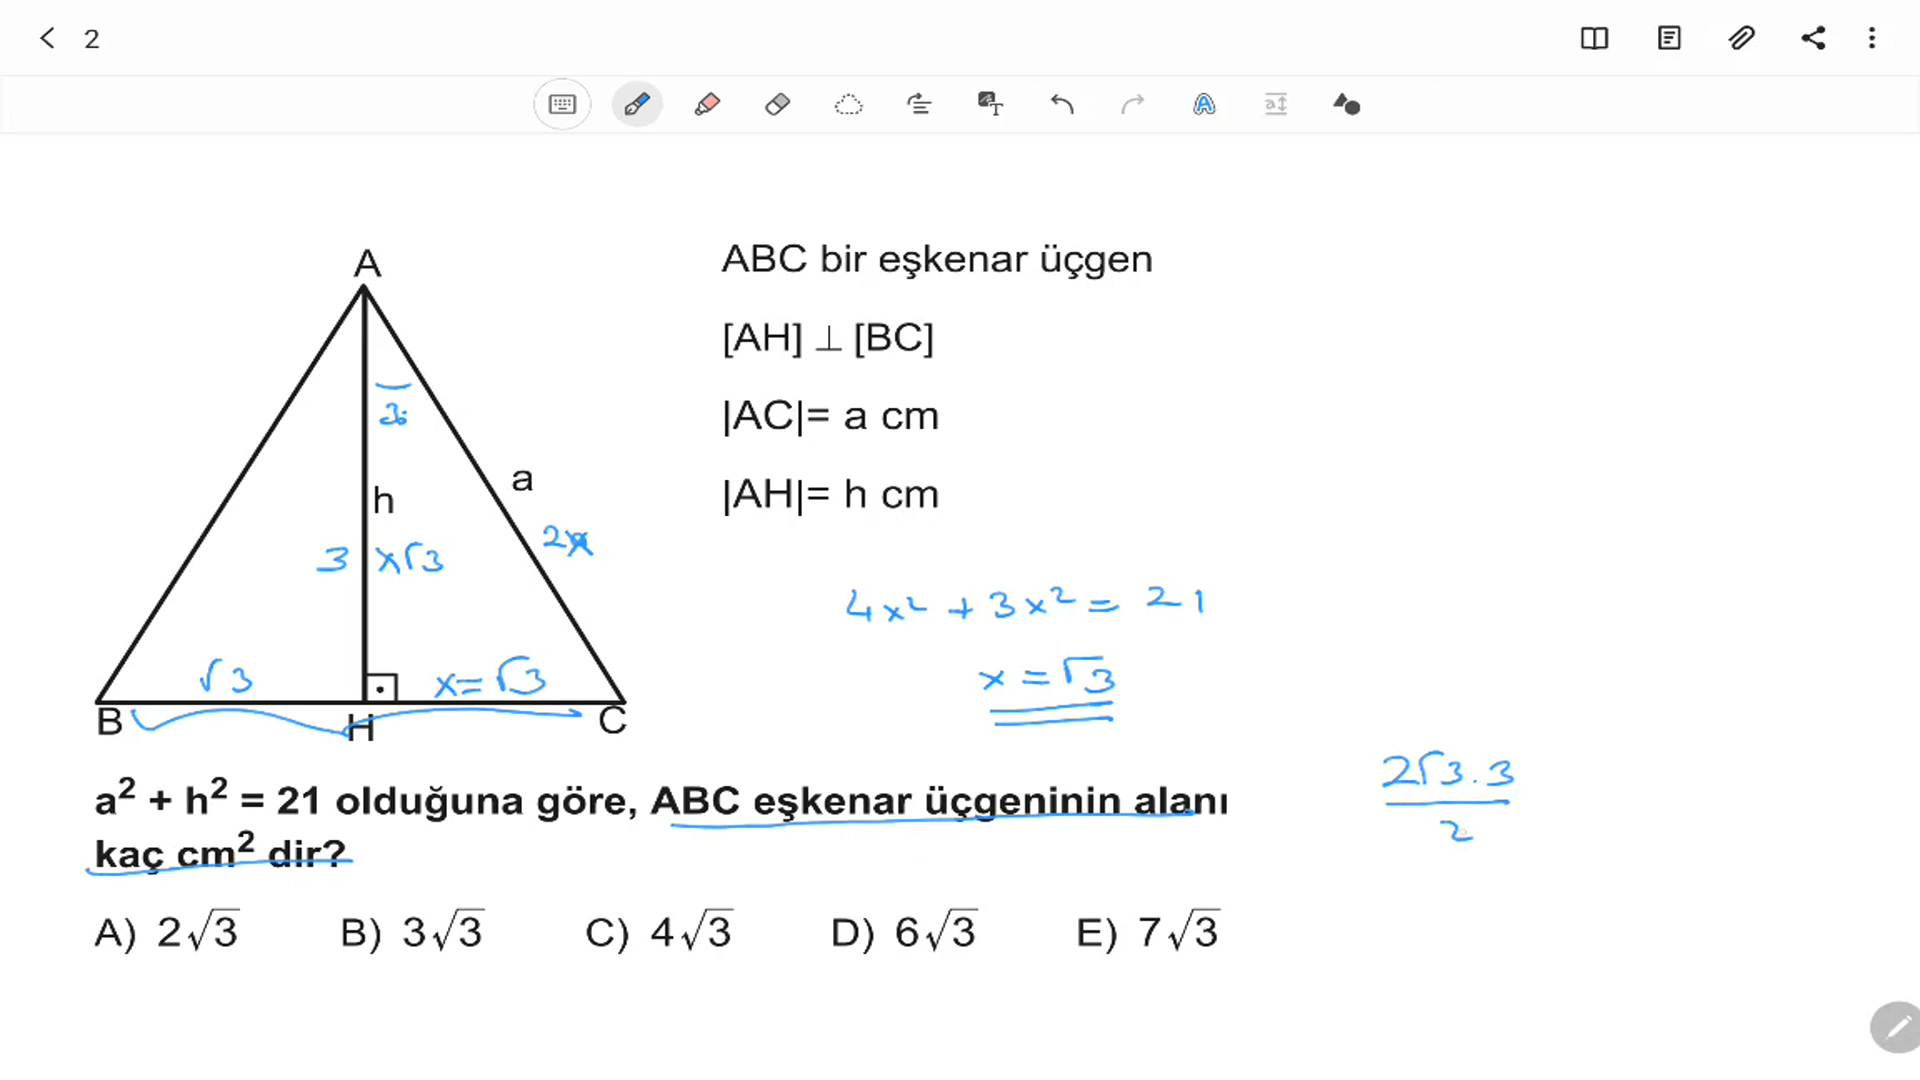 2
A
ABC bir eşkenar üçgen
[AH] ⊥ [BC]
|AC|= a cm
|AH|= h cm
30
h
a
2x
3
x√3
4x² + 3x² = 21
x = √3
√3
x = √3
B
H
C
a² + h² = 21 olduğuna göre, ABC eşkenar üçgeninin alanı
kaç cm² dir?
2√3 . 3
2
A) 2√3 B) 3√3 C) 4√3 D) 6√3 E) 7√3